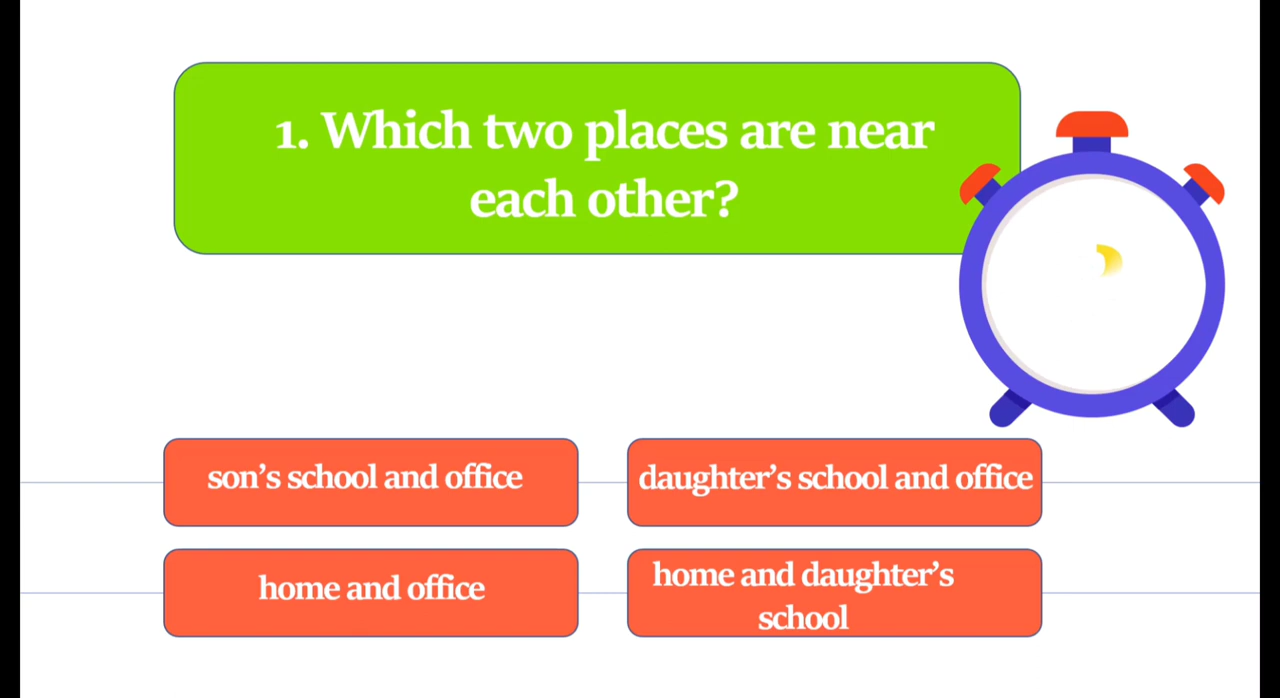 1. Which two places are near
each other?
son’s school and office
daughter’s school and office
home and office
home and daughter’s
school